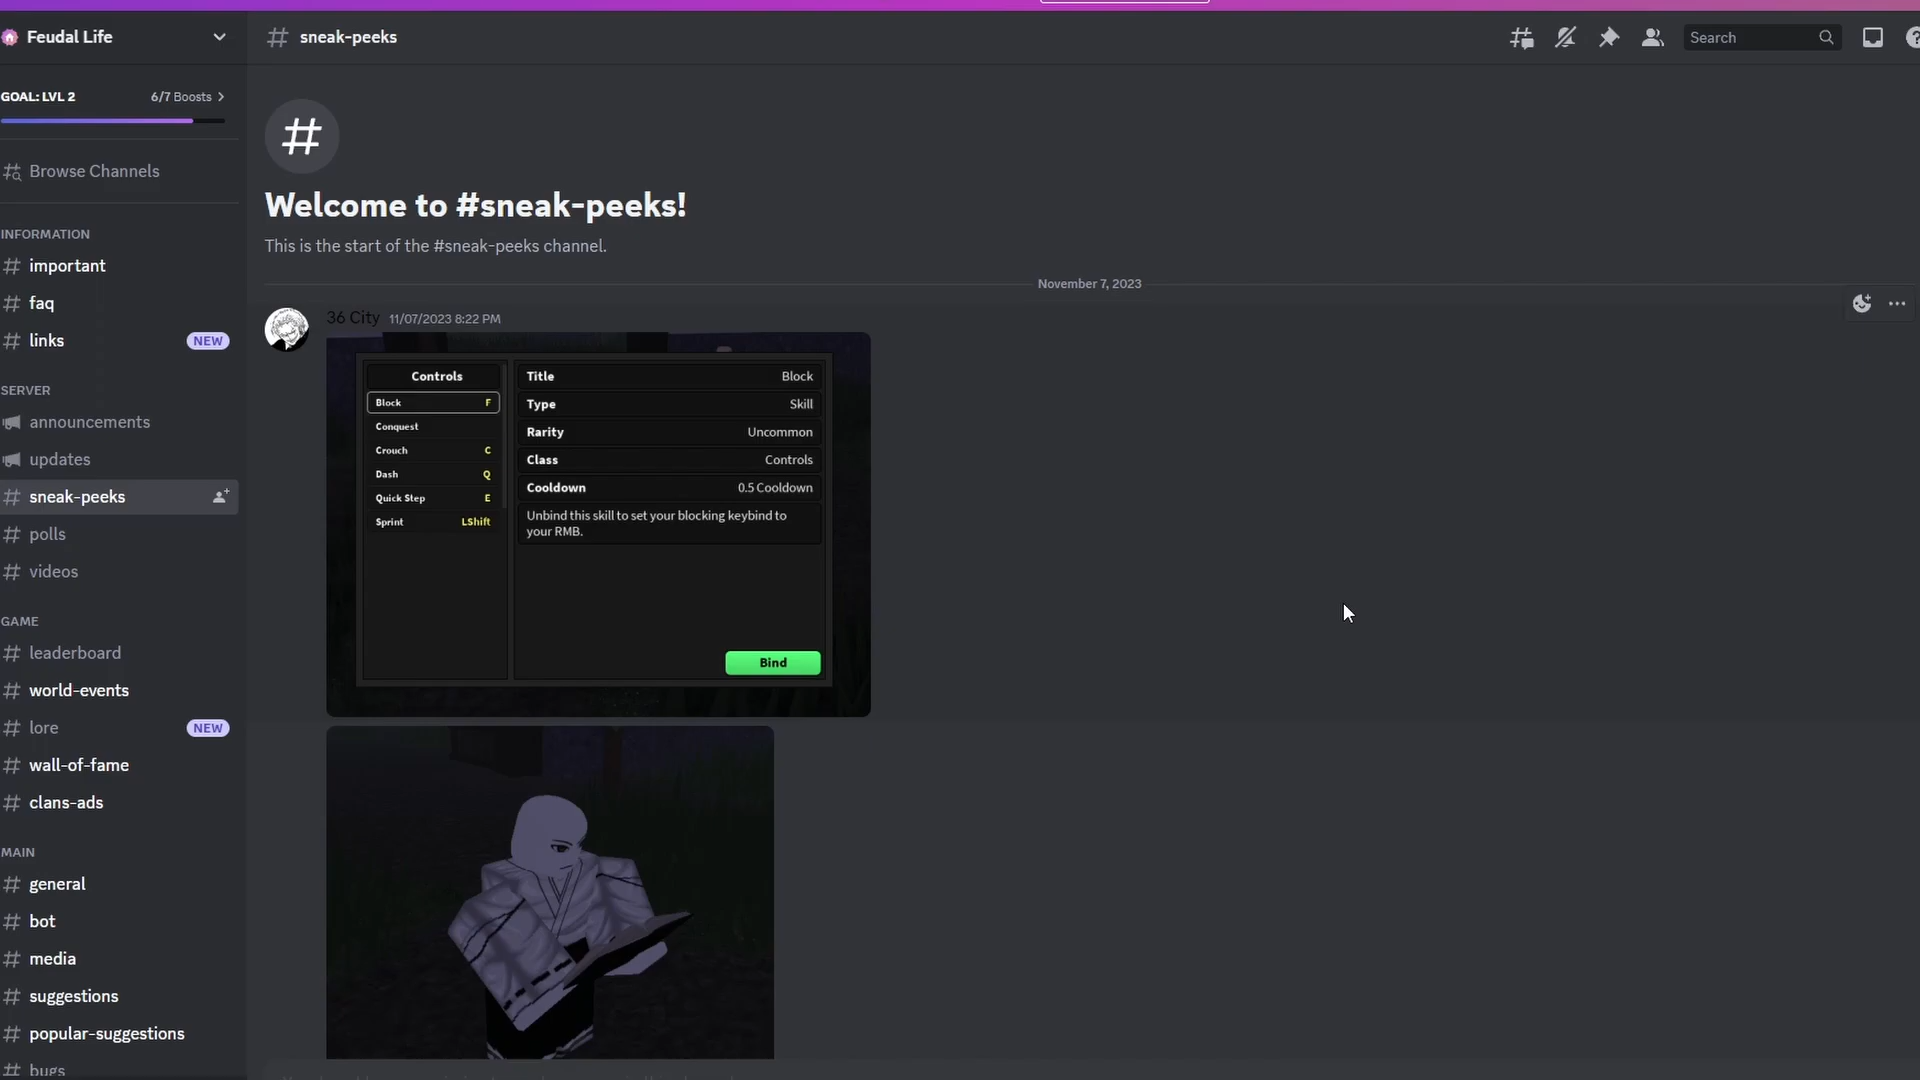 Feudal Life
GOAL: LVL 2 6/7 Boosts
Browse Channels
INFORMATION
important
faq
links NEW
SERVER
announcements
updates
sneak-peeks
polls
videos
GAME
leaderboard
world-events
lore NEW
wall-of-fame
clans-ads
MAIN
general
bot
media
suggestions
popular-suggestions
bugs
sneak-peeks
Search
Welcome to #sneak-peeks!
This is the start of the #sneak-peeks channel.
November 7, 2023
36 City 11/07/2023 8:22 PM
Controls
Block F
Conquest
Crouch C
Dash Q
Quick Step E
Sprint LShift
Title Block
Type Skill
Rarity Uncommon
Class Controls
Cooldown 0.5 Cooldown
Unbind this skill to set your blocking keybind to
your RMB.
Bind